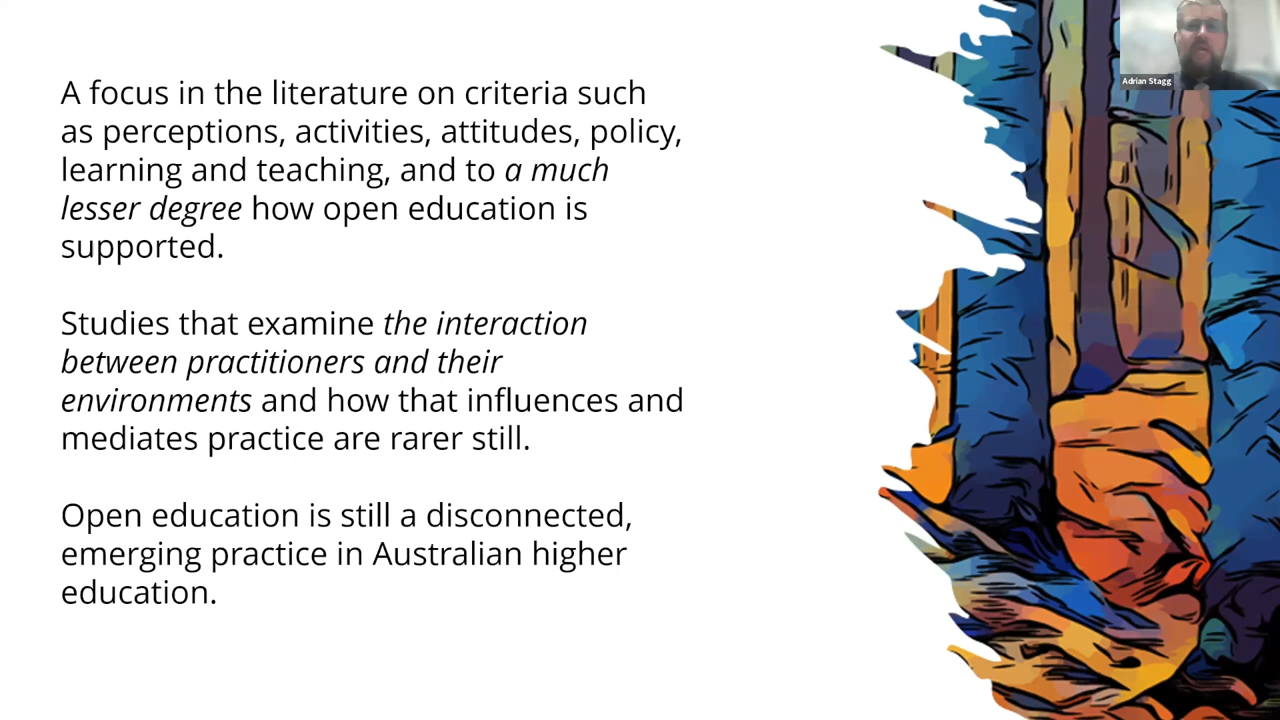 A focus in the literature on criteria such
as perceptions, activities, attitudes, policy,
learning and teaching, and to a much
lesser degree how open education is
supported.
Studies that examine the interaction
between practitioners and their
environments and how that influences and
mediates practice are rarer still.
Open education is still a disconnected,
emerging practice in Australian higher
education.
Adrian Stagg